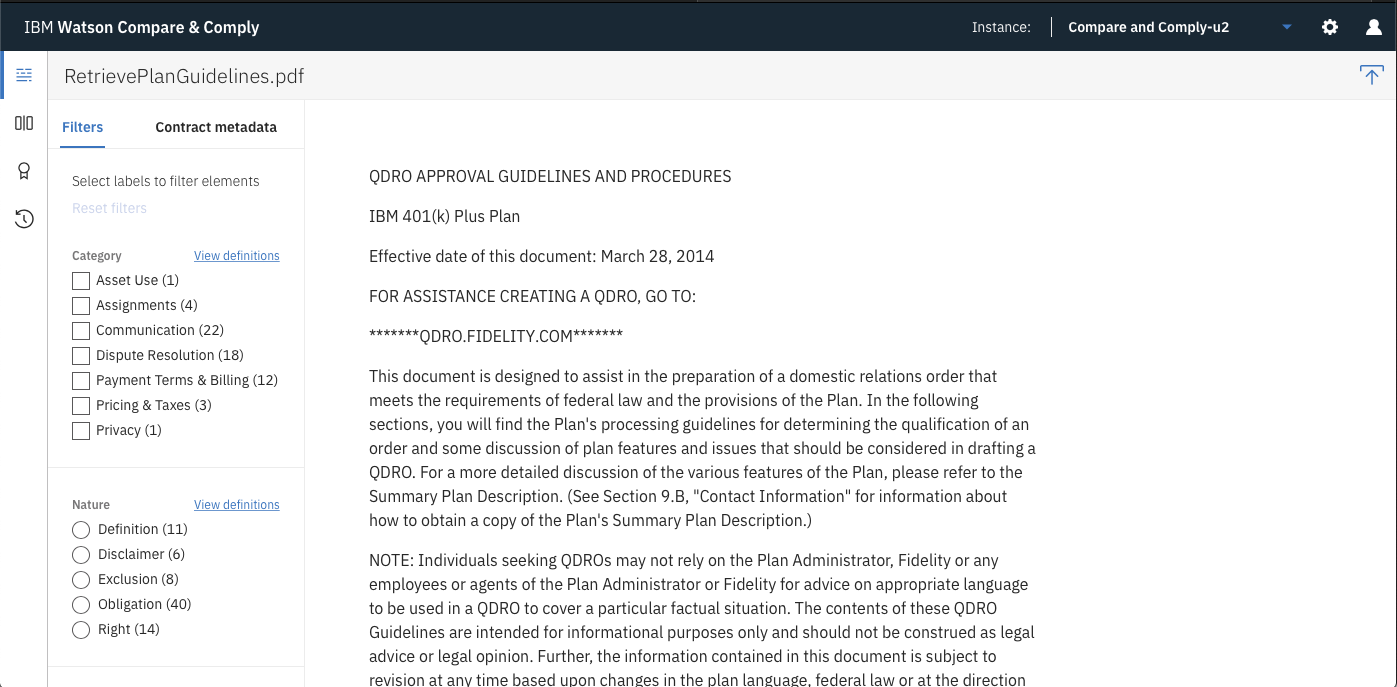 IBM Watson Compare & Comply
Instance:
Compare and Comply-u2
RetrievePlanGuidelines.pdf
Filters
Contract metadata
Select labels to filter elements
Reset filters
Category
View definitions
Asset Use (1)
Assignments (4)
Communication (22)
Dispute Resolution (18)
Payment Terms & Billing (12)
Pricing & Taxes (3)
Privacy (1)
Nature
View definitions
Definition (11)
Disclaimer (6)
Exclusion (8)
Obligation (40)
Right (14)
QDRO APPROVAL GUIDELINES AND PROCEDURES
IBM 401(k) Plus Plan
Effective date of this document: March 28, 2014
FOR ASSISTANCE CREATING A QDRO, GO TO:
*******QDRO.FIDELITY.COM*******
This document is designed to assist in the preparation of a domestic relations order that
meets the requirements of federal law and the provisions of the Plan. In the following
sections, you will find the Plan's processing guidelines for determining the qualification of an
order and some discussion of plan features and issues that should be considered in drafting a
QDRO. For a more detailed discussion of the various features of the Plan, please refer to the
Summary Plan Description. (See Section 9.B, "Contact Information" for information about
how to obtain a copy of the Plan's Summary Plan Description.)
NOTE: Individuals seeking QDROs may not rely on the Plan Administrator, Fidelity or any
employees or agents of the Plan Administrator or Fidelity for advice on appropriate language
to be used in a QDRO to cover a particular factual situation. The contents of these QDRO
Guidelines are intended for informational purposes only and should not be construed as legal
advice or legal opinion. Further, the information contained in this document is subject to
revision at any time based upon changes in the plan language, federal law or at the direction